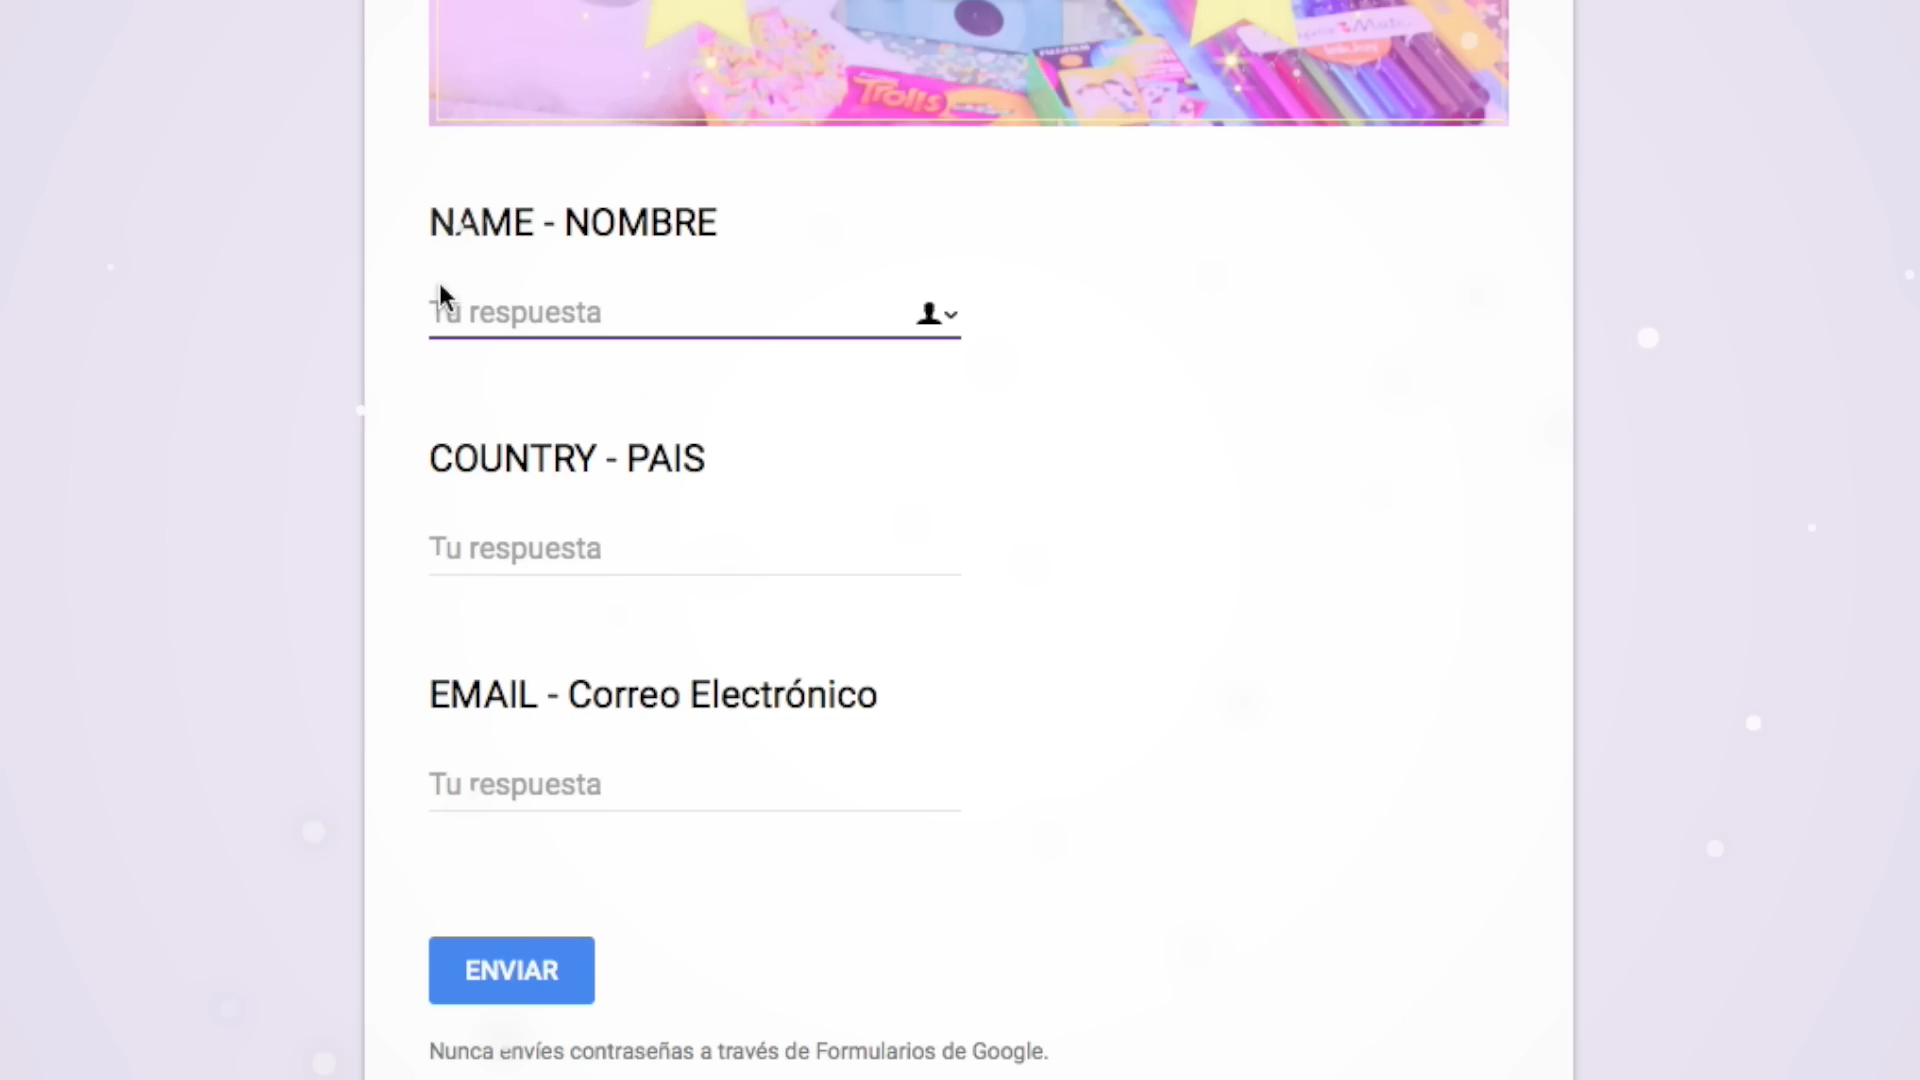 Trolls
NAME - NOMBRE
Tu respuesta
COUNTRY - PAIS
Tu respuesta
EMAIL - Correo Electrónico
Tu respuesta
ENVIAR
Nunca envíes contraseñas a través de Formularios de Google.